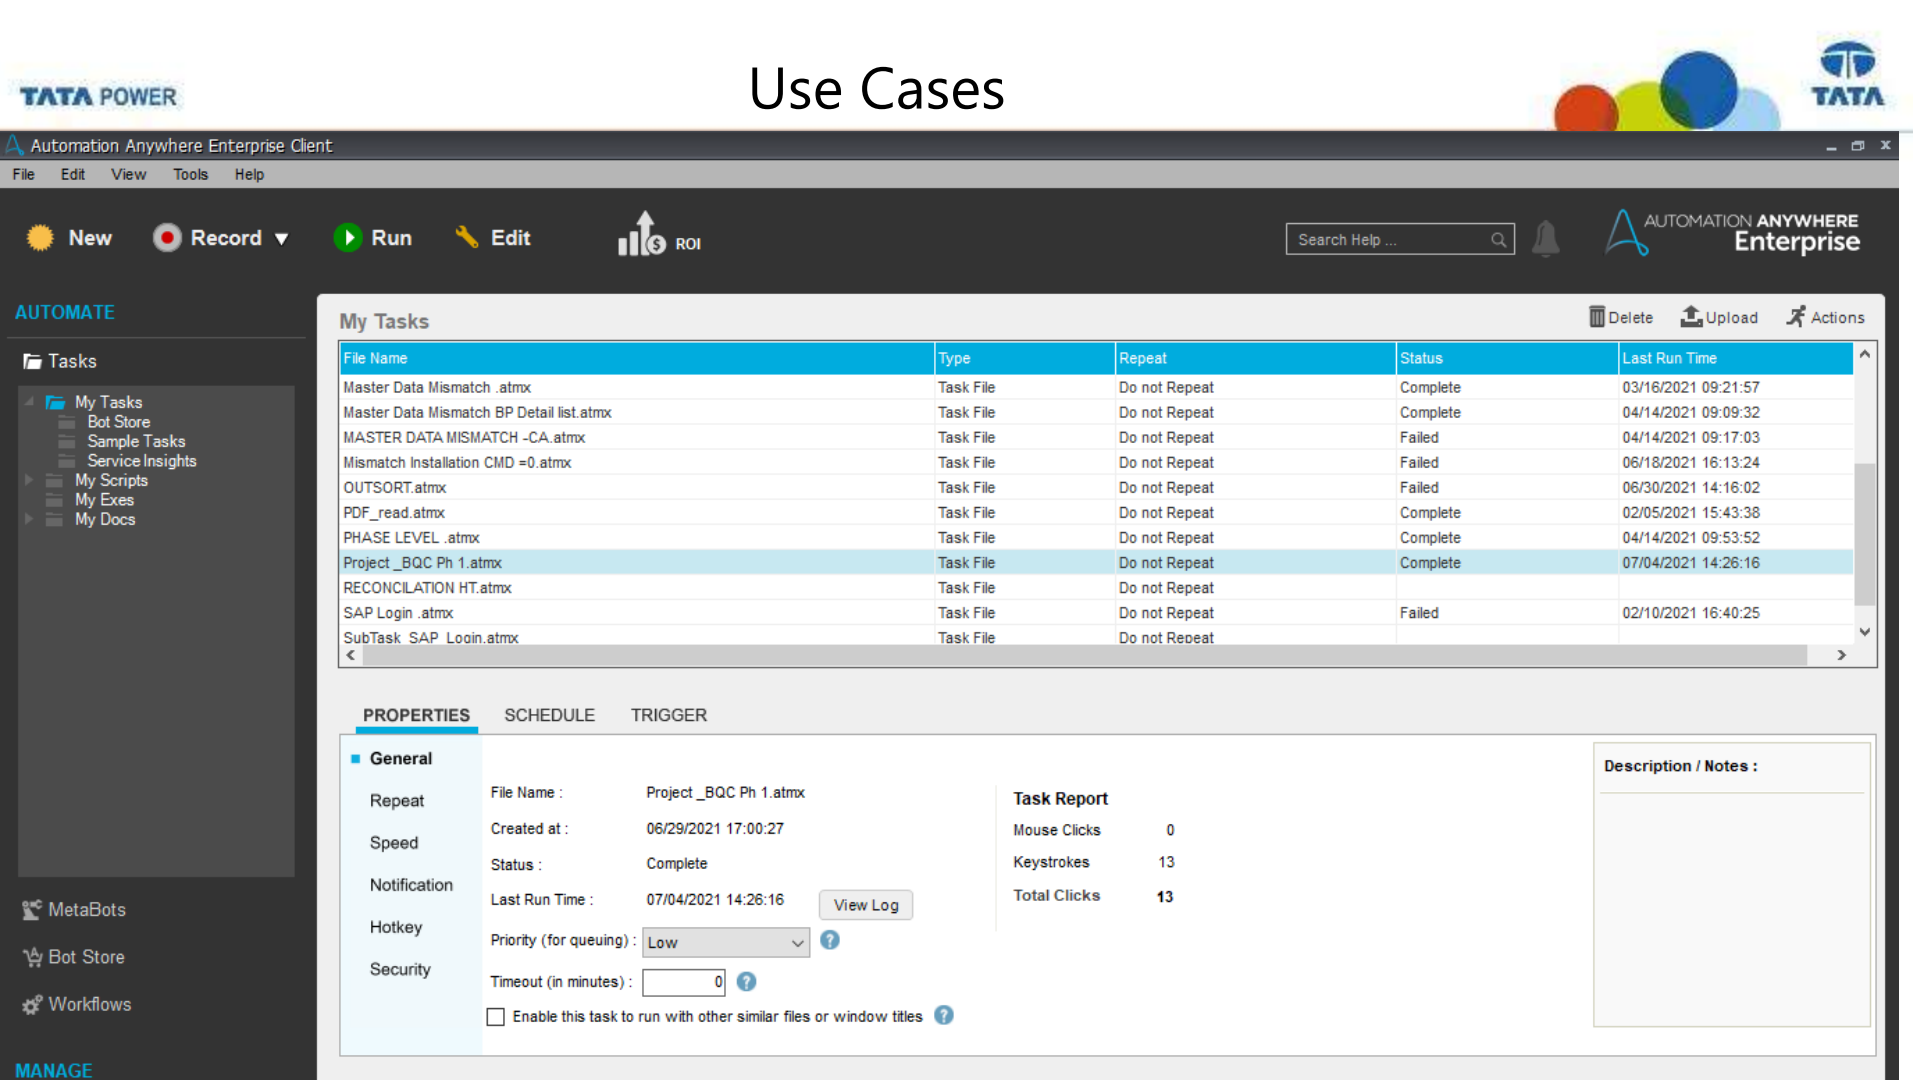 Use Cases
TATA POWER
TATA
Automation Anywhere Enterprise Client
File Edit View Tools Help
New Record Run Edit ROI Search Help ... AUTOMATION ANYWHERE
Enterprise
AUTOMATE
Tasks
My Tasks
Bot Store
Sample Tasks
Service Insights
My Scripts
My Exes
My Docs
MetaBots
Bot Store
Workflows
MANAGE
My Tasks Delete Upload Actions
File Name Type Repeat Status Last Run Time
Master Data Mismatch .atmx Task File Do not Repeat Complete 03/16/2021 09:21:57
Master Data Mismatch BP Detail list.atmx Task File Do not Repeat Complete 04/14/2021 09:09:32
MASTER DATA MISMATCH -CA.atmx Task File Do not Repeat Failed 04/14/2021 09:17:03
Mismatch Installation CMD =0.atmx Task File Do not Repeat Failed 06/18/2021 16:13:24
OUTSORT.atmx Task File Do not Repeat Failed 06/30/2021 14:16:02
PDF_read.atmx Task File Do not Repeat Complete 02/05/2021 15:43:38
PHASE LEVEL .atmx Task File Do not Repeat Complete 04/14/2021 09:53:52
Project _BQC Ph 1.atmx Task File Do not Repeat Complete 07/04/2021 14:26:16
RECONCILATION HT.atmx Task File Do not Repeat
SAP Login .atmx Task File Do not Repeat Failed 02/10/2021 16:40:25
SubTask_SAP_Login.atmx Task File Do not Repeat
PROPERTIES SCHEDULE TRIGGER
General
Repeat
Speed
Notification
Hotkey
Security
File Name : Project _BQC Ph 1.atmx
Created at : 06/29/2021 17:00:27
Status : Complete
Last Run Time : 07/04/2021 14:26:16 View Log
Priority (for queuing) : Low ?
Timeout (in minutes) : 0 ?
Enable this task to run with other similar files or window titles ?
Task Report
Mouse Clicks 0
Keystrokes 13
Total Clicks 13
Description / Notes :